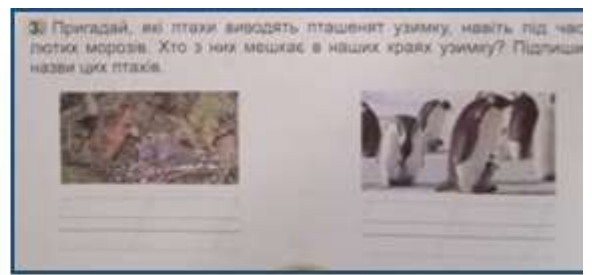 3. Пригадай, які птахи виводять пташенят узимку, навіть під час
лютих морозів. Хто з них мешкає в наших краях узимку? Підпиши
назви цих птахів.